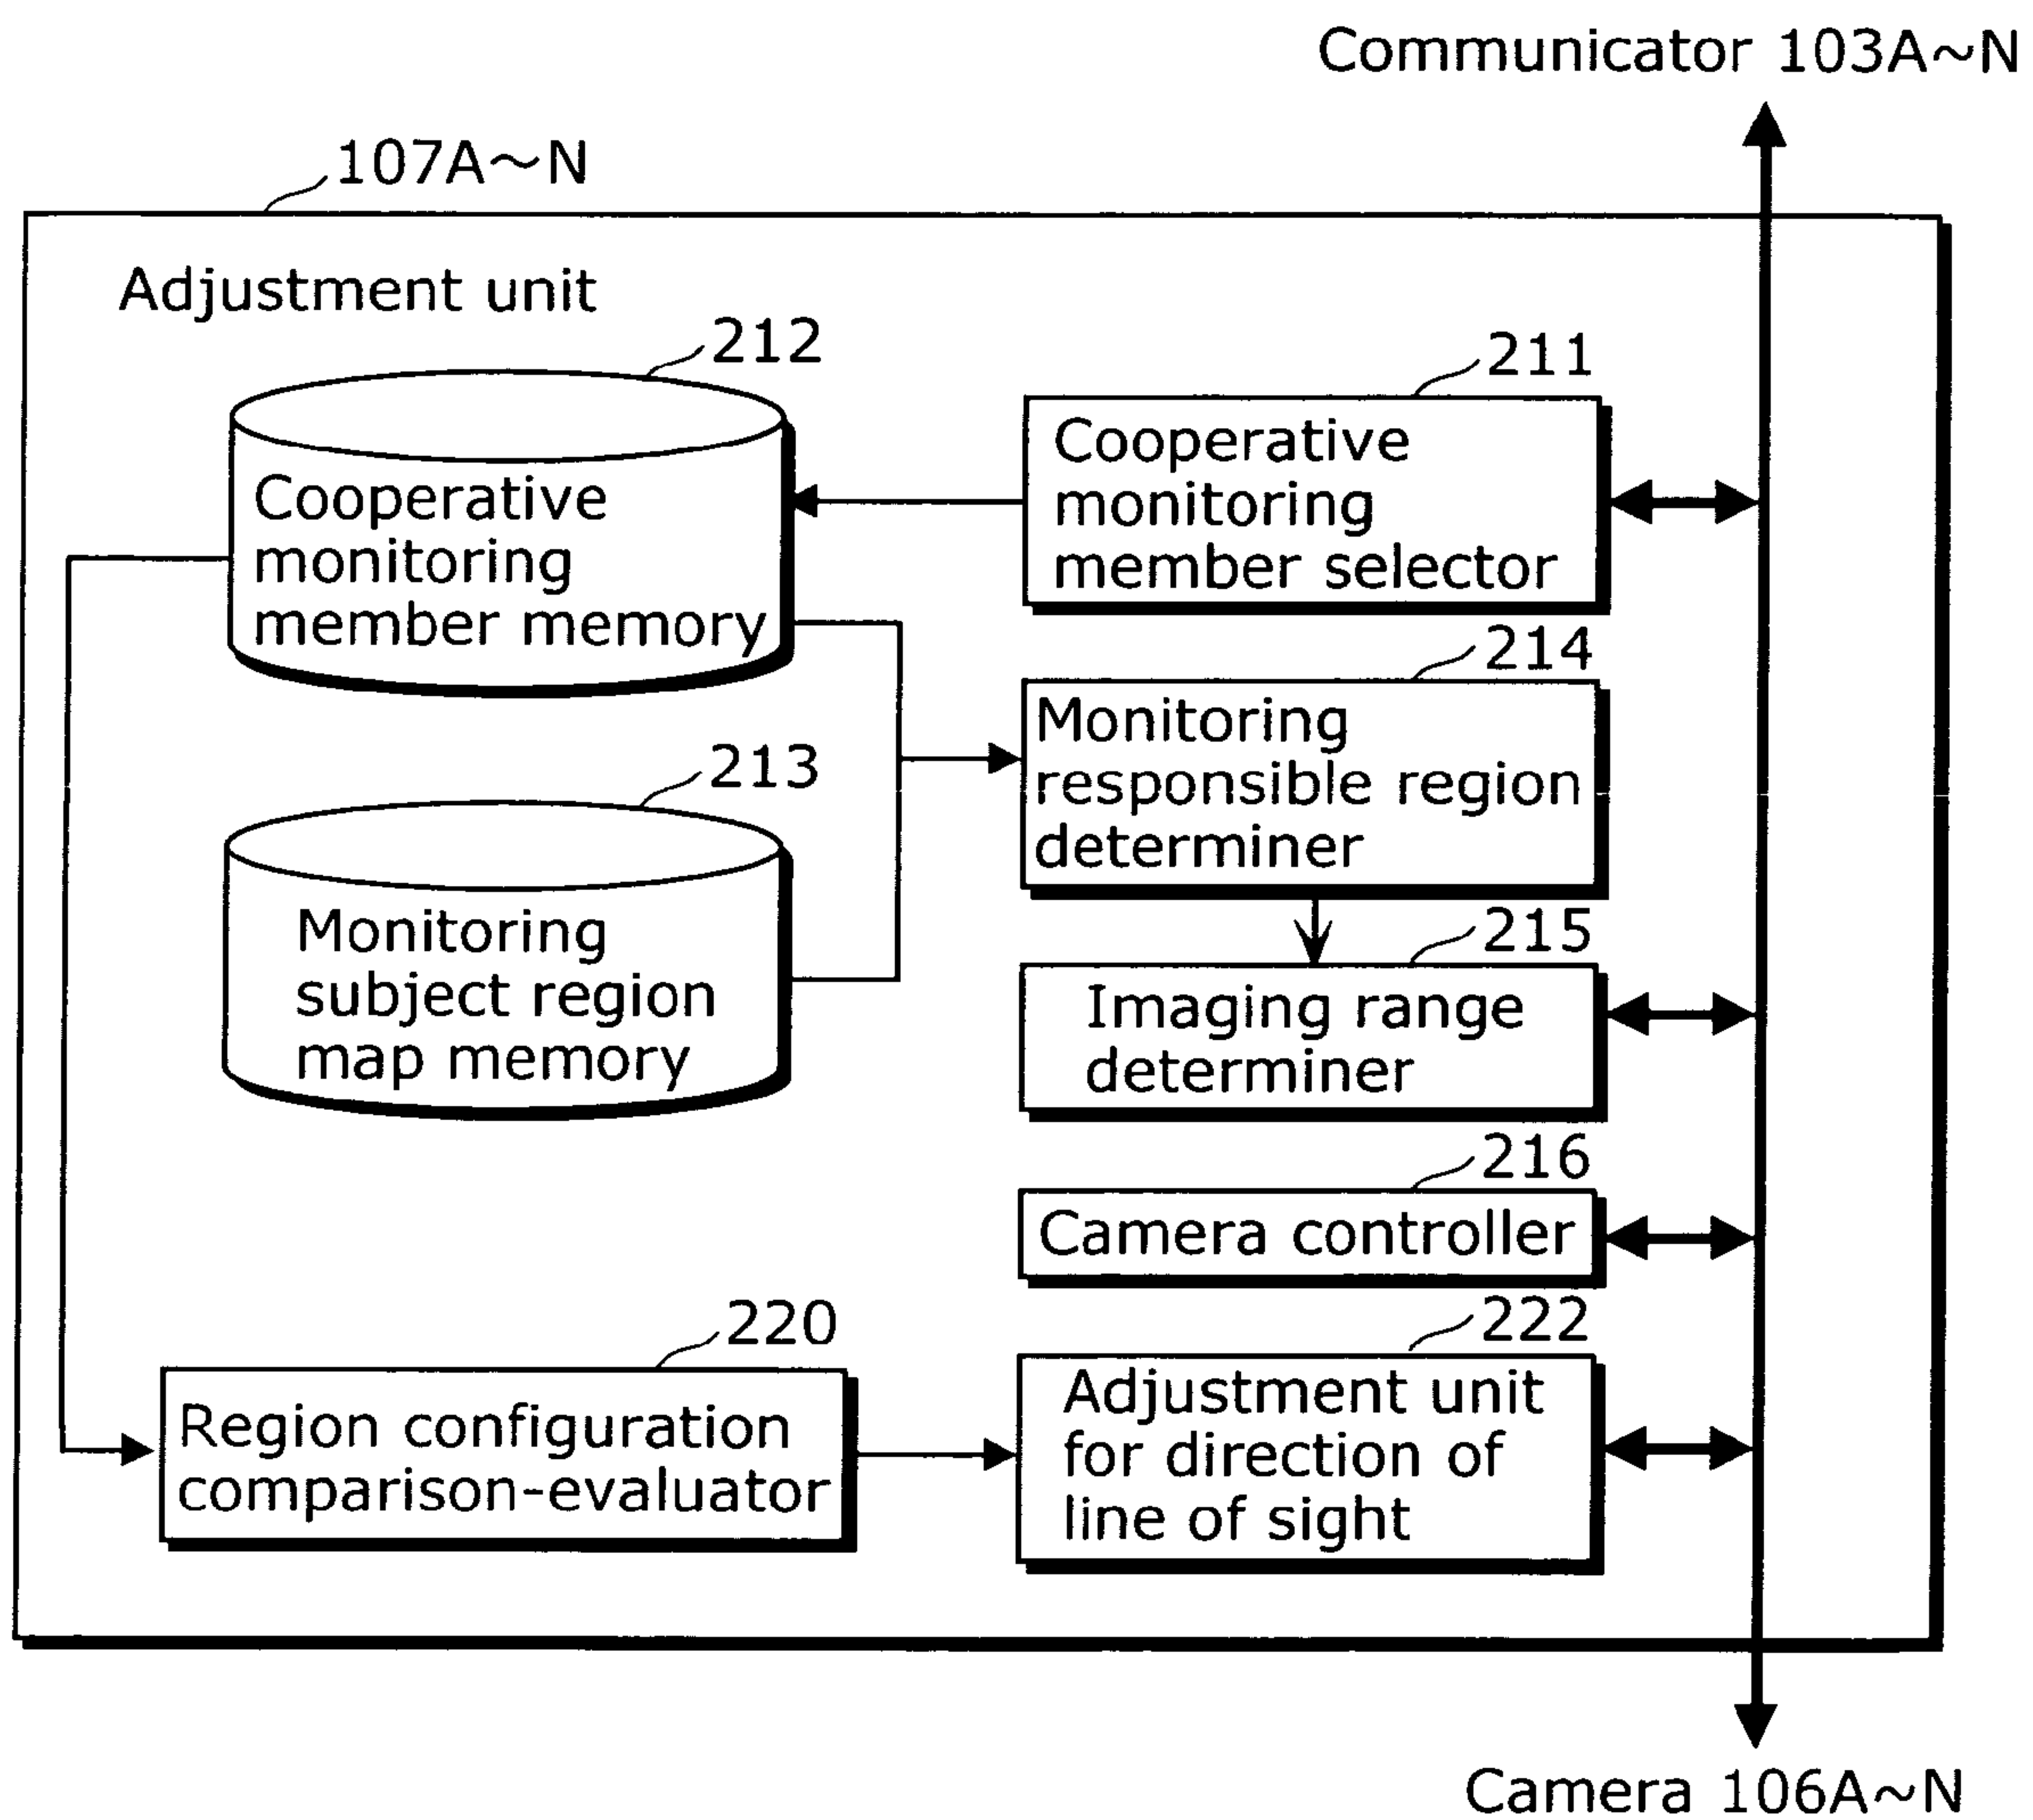 Communicator 103A~N
107A~N
Adjustment unit
212
211
Cooperative
monitoring
member memory
Cooperative
monitoring
member selector
214
Monitoring
responsible region
determiner
213
Monitoring
subject region
map memory
215
Imaging range
determiner
216
Camera controller
220
222
Region configuration
comparison-evaluator
Adjustment unit
for direction of
line of sight
Camera 106A~N